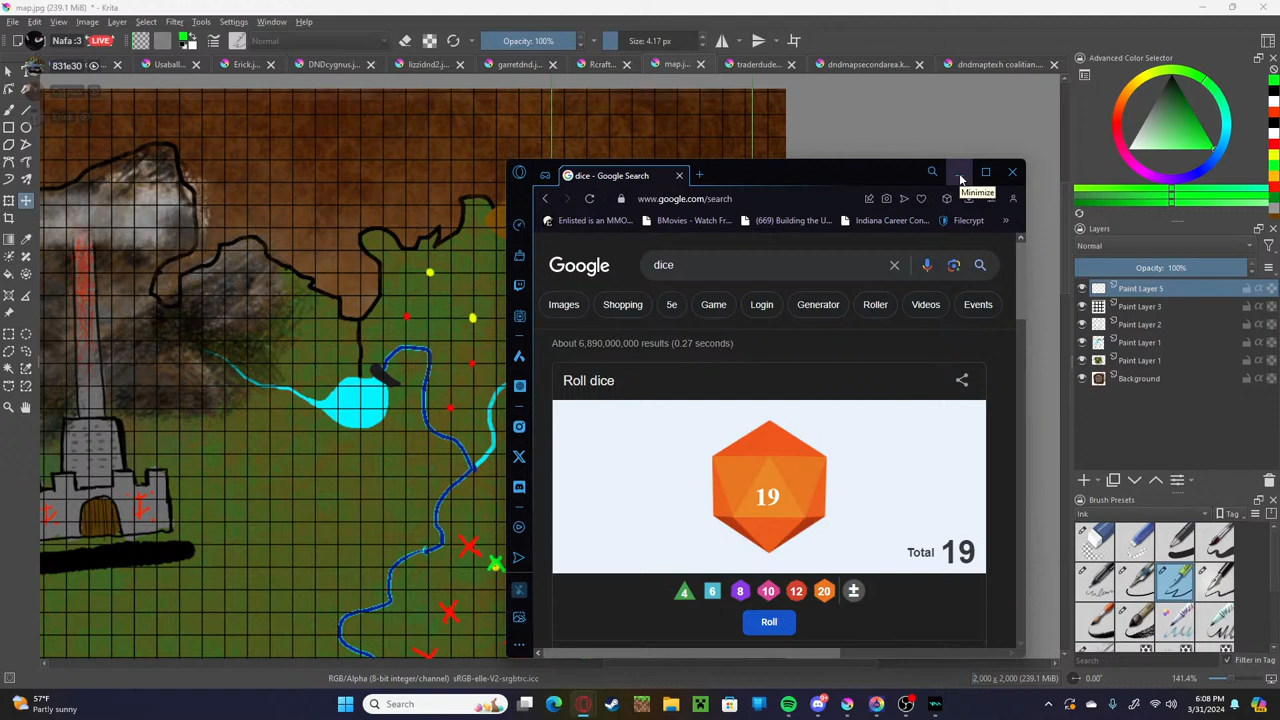 map.jpg (239.1 MiB) * - Krita
File Edit View Image Layer Select Filter Tools Settings Window Help
Nafa :3 LIVE
Normal
Opacity: 100%
Size: 4.17 px
831e30
Usaball...
Erick.j...
DNDcygnus.j...
lizzidnd2.j...
garretdnd.j...
Rcraft...
map.j...
traderdude...
dndmapsecondarea.k...
dndmaptexh coalitian...
Advanced Color Selector
dice - Google Search
Minimize
www.google.com/search
Enlisted is an MMO...
BMovies - Watch Fr...
(669) Building the U...
Indiana Career Con...
Filecrypt
Google
dice
Images Shopping 5e Game Login Generator Roller Videos Events
About 6,890,000,000 results (0.27 seconds)
Roll dice
19
Total 19
4 6 8 10 12 20 ±
Roll
Layers
Normal
Opacity: 100%
Paint Layer 5
Paint Layer 3
Paint Layer 2
Paint Layer 1
Paint Layer 1
Background
Brush Presets
Ink
Tag
Search
Filter in Tag
RGB/Alpha (8-bit integer/channel) sRGB-elle-V2-srgbtrc.icc
2,000 x 2,000 (239.1 MiB)
0.00°
141.4%
57°F
Partly sunny
Search
6:08 PM
3/31/2024